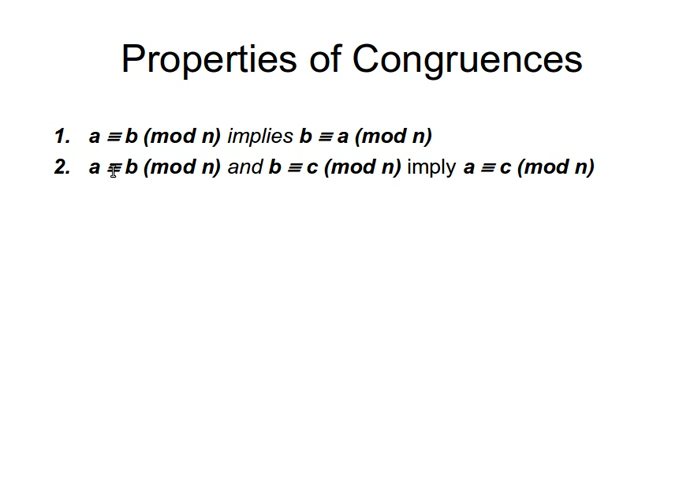 Properties of Congruences
1. a ≡ b (mod n) implies b ≡ a (mod n)
2. a ≡ b (mod n) and b ≡ c (mod n) imply a ≡ c (mod n)